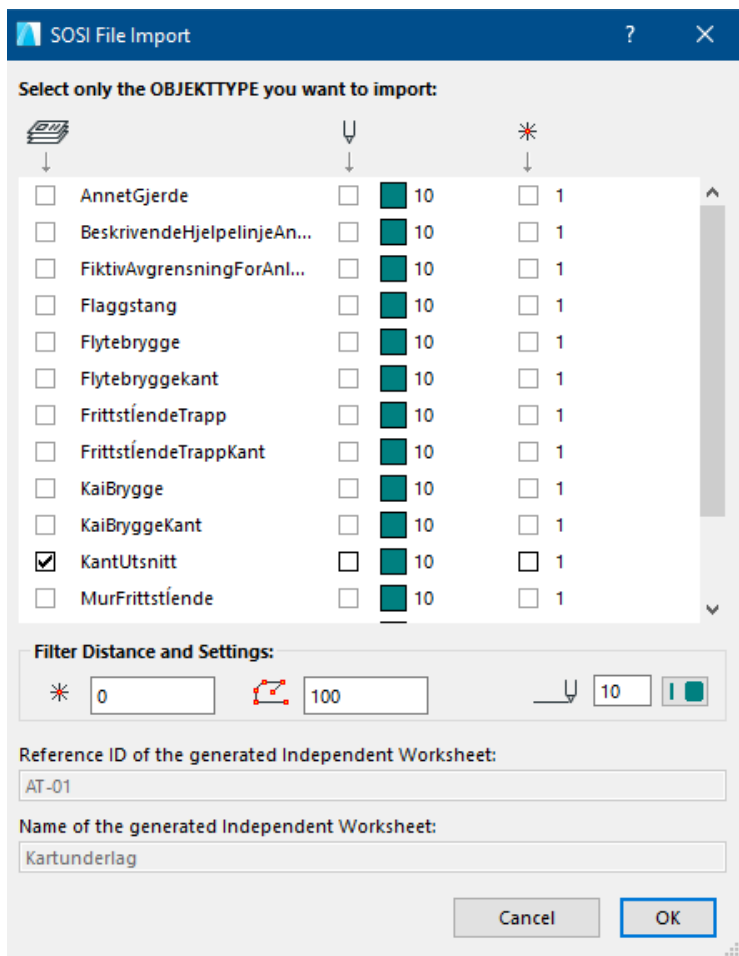 SOSI File Import ?
Select only the OBJEKTTYPE you want to import:
AnnetGjerde 10 1
BeskrivendeHjelpelinjeAn... 10 1
FiktivAvgrensningForAnl... 10 1
Flaggstang 10 1
Flytebrygge 10 1
Flytebryggekant 10 1
FrittstÍendeTrapp 10 1
FrittstÍendeTrappKant 10 1
KaiBrygge 10 1
KaiBryggeKant 10 1
KantUtsnitt 10 1
MurFrittstÍende 10 1
Filter Distance and Settings:
0 100 10
Reference ID of the generated Independent Worksheet:
AT-01
Name of the generated Independent Worksheet:
Kartunderlag
Cancel OK